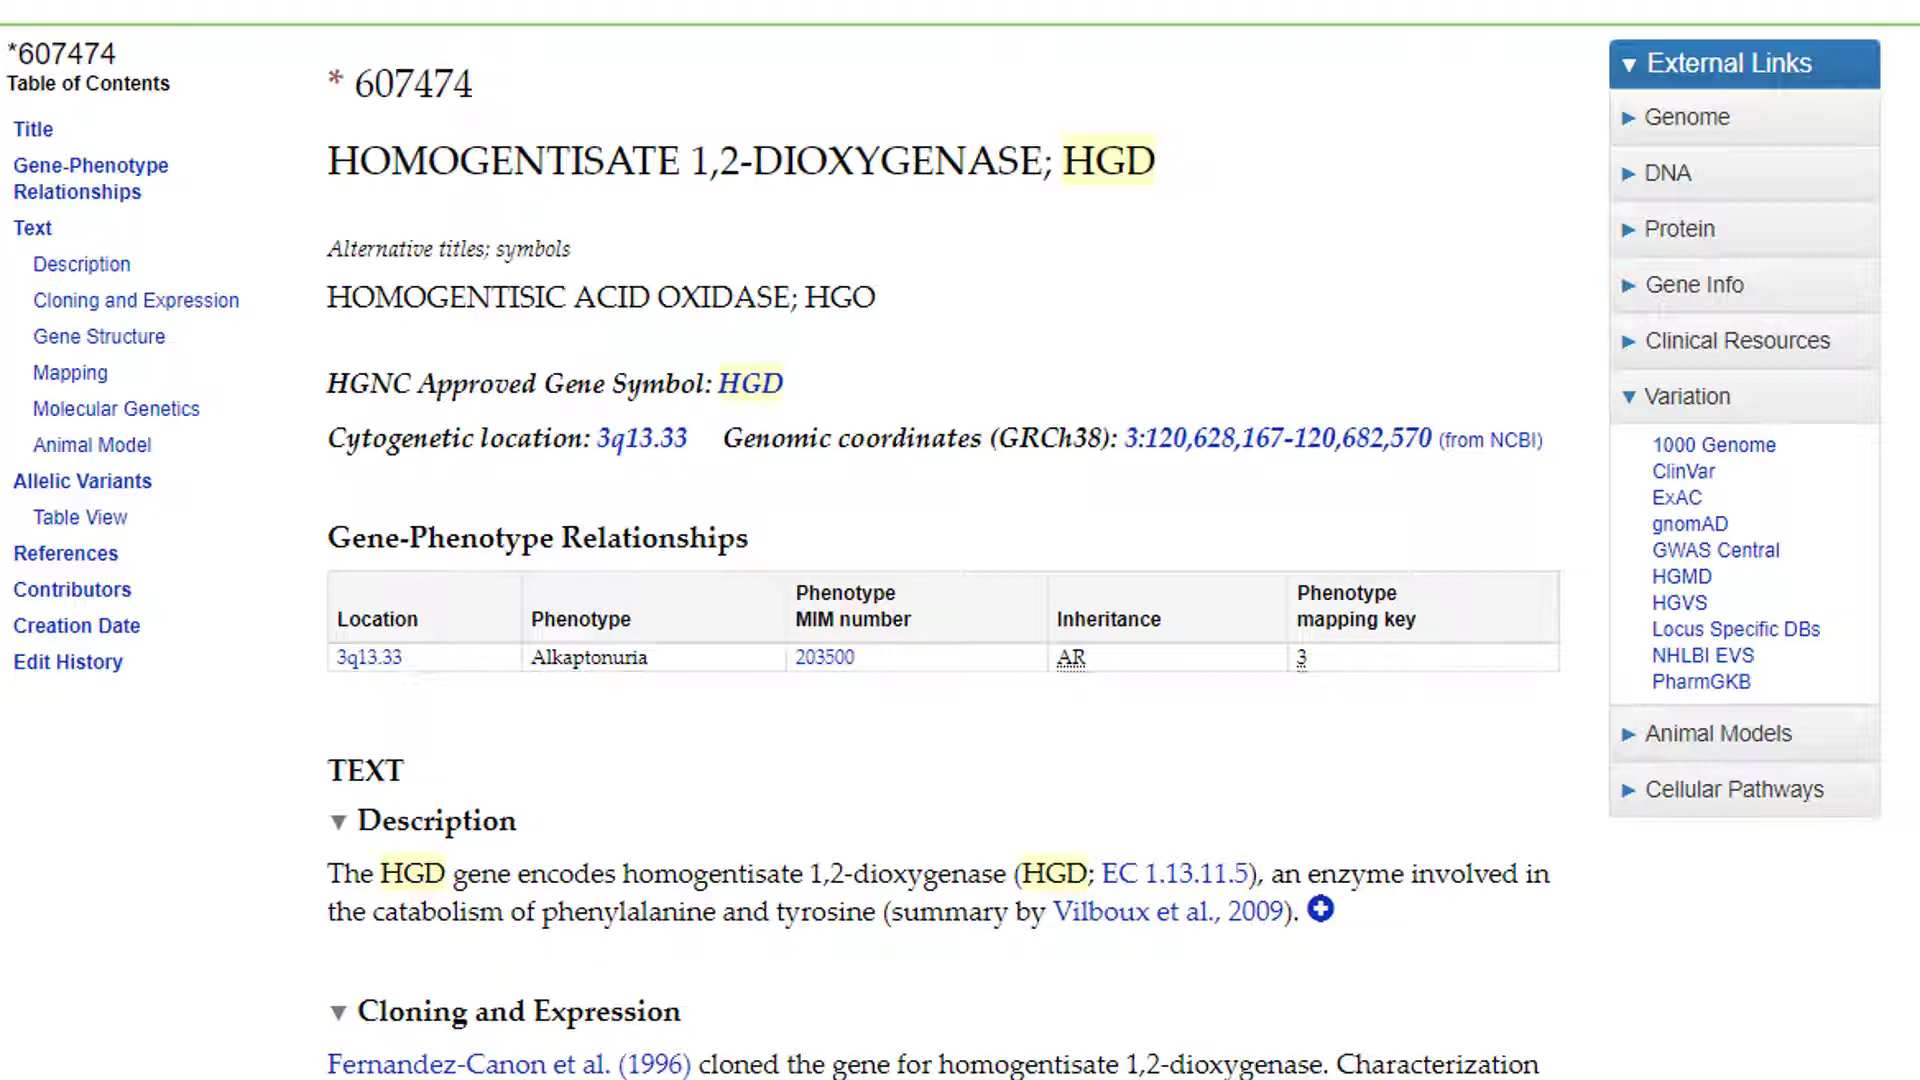 *607474
Table of Contents
Title
Gene-Phenotype
Relationships
Text
Description
Cloning and Expression
Gene Structure
Mapping
Molecular Genetics
Animal Model
Allelic Variants
Table View
References
Contributors
Creation Date
Edit History
* 607474
HOMOGENTISATE 1,2-DIOXYGENASE; HGD
Alternative titles; symbols
HOMOGENTISIC ACID OXIDASE; HGO
HGNC Approved Gene Symbol: HGD
Cytogenetic location: 3q13.33 Genomic coordinates (GRCh38): 3:120,628,167-120,682,570 (from NCBI)
Gene-Phenotype Relationships
Location Phenotype Phenotype MIM number Inheritance Phenotype mapping key
3q13.33 Alkaptonuria 203500 AR 3
TEXT
▼ Description
The HGD gene encodes homogentisate 1,2-dioxygenase (HGD; EC 1.13.11.5), an enzyme involved in
the catabolism of phenylalanine and tyrosine (summary by Vilboux et al., 2009).
▼ Cloning and Expression
Fernandez-Canon et al. (1996) cloned the gene for homogentisate 1,2-dioxygenase. Characterization
▼ External Links
► Genome
► DNA
► Protein
► Gene Info
► Clinical Resources
▼ Variation
1000 Genome
ClinVar
ExAC
gnomAD
GWAS Central
HGMD
HGVS
Locus Specific DBs
NHLBI EVS
PharmGKB
► Animal Models
► Cellular Pathways